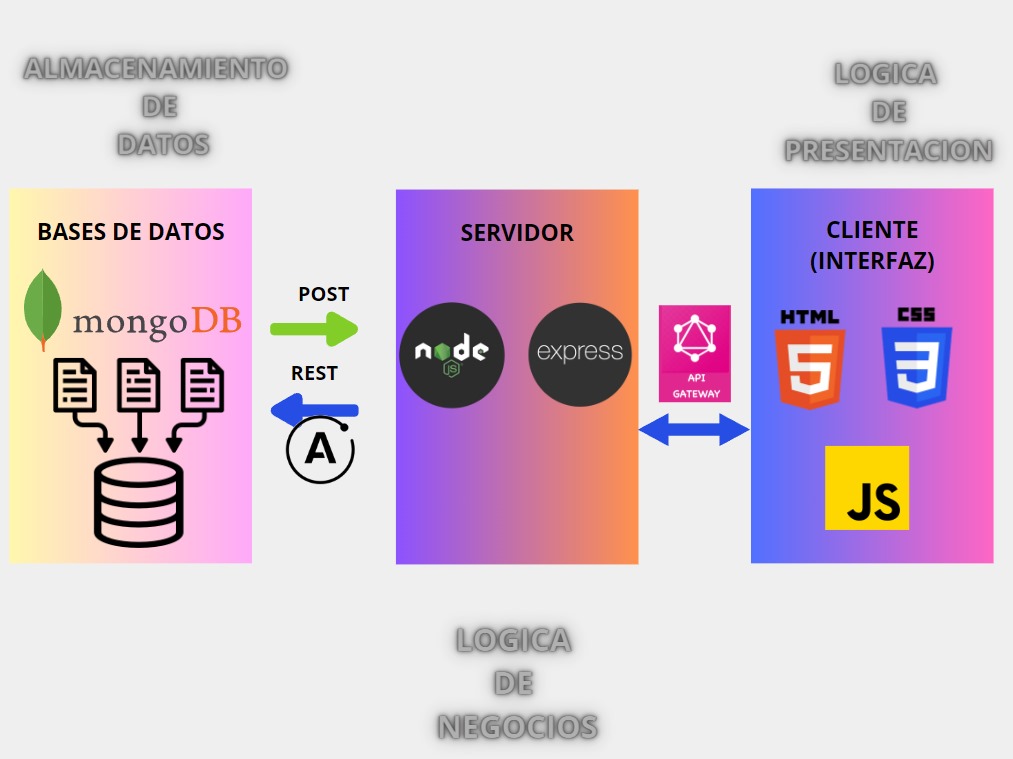 ALMACENAMIENTO
DE
DATOS
LOGICA
DE
PRESENTACION
BASES DE DATOS
mongoDB
POST
REST
A
SERVIDOR
node
JS
express
API
GATEWAY
CLIENTE
(INTERFAZ)
HTML
5
CSS
3
JS
LOGICA
DE
NEGOCIOS